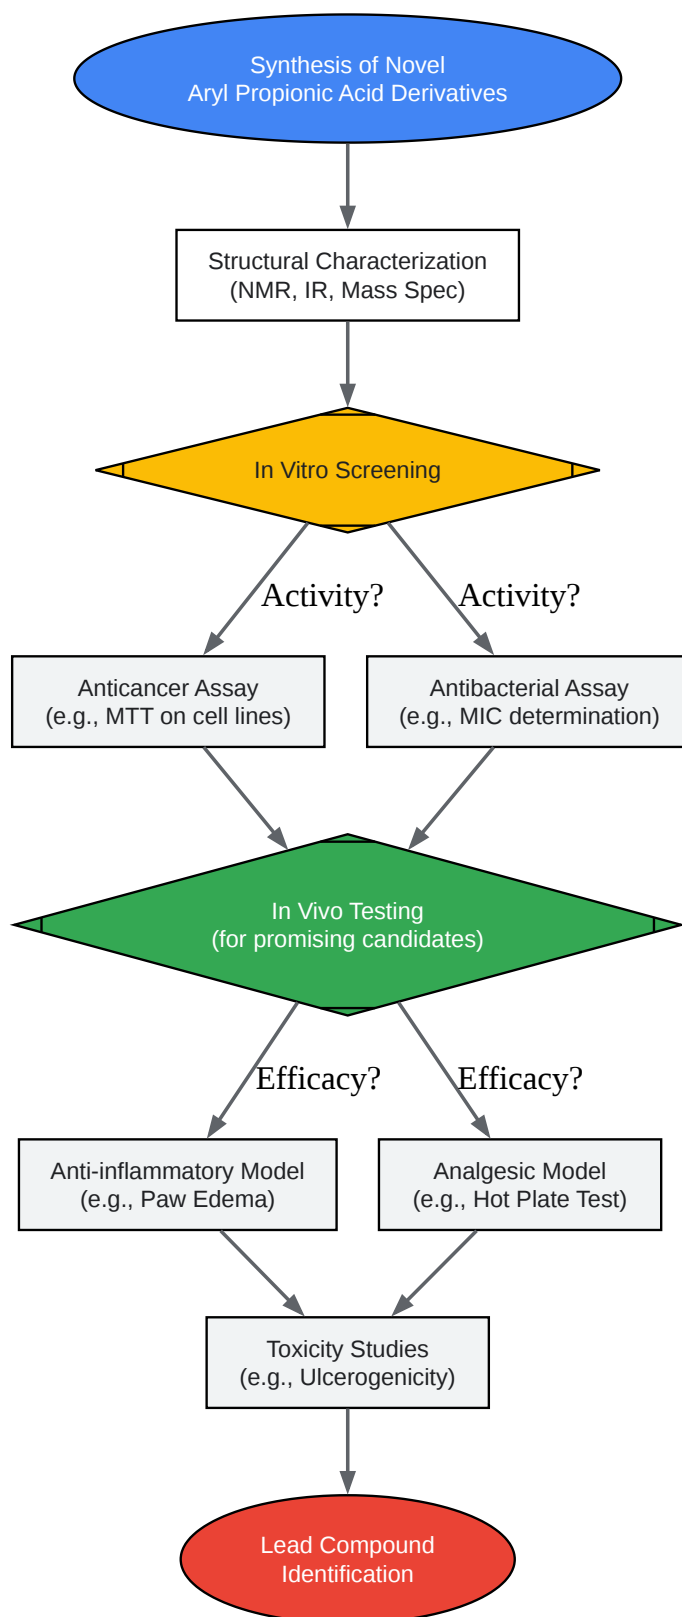 Synthesis of Novel
Aryl Propionic Acid Derivatives
Structural Characterization
(NMR, IR, Mass Spec)
In Vitro Screening
Activity?
Activity?
Anticancer Assay
(e.g., MTT on cell lines)
Antibacterial Assay
(e.g., MIC determination)
In Vivo Testing
(for promising candidates)
Efficacy?
Efficacy?
Anti-inflammatory Model
(e.g., Paw Edema)
Analgesic Model
(e.g., Hot Plate Test)
Toxicity Studies
(e.g., Ulcerogenicity)
Lead Compound
Identification